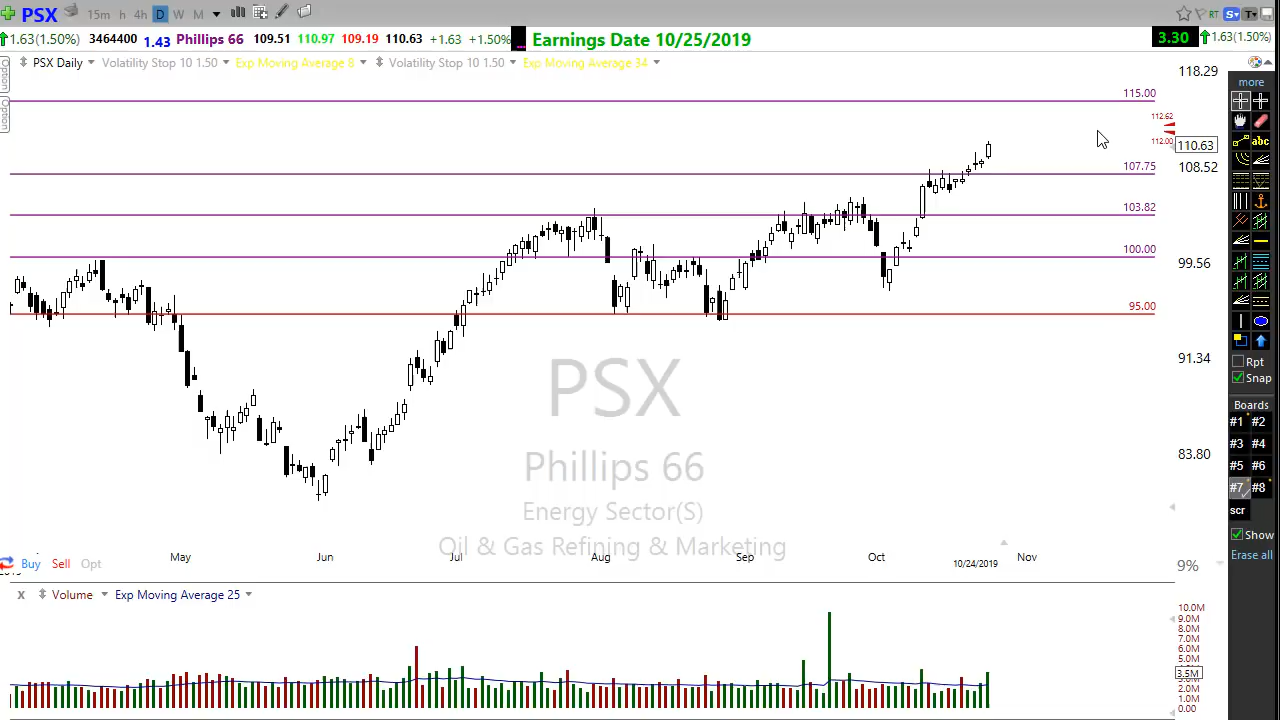 PSX 15m h 4h D W M RT S T
1.63(1.50%) 3464400 1.43 Phillips 66 109.51 110.97 109.19 110.63 +1.63 +1.50% Earnings Date 10/25/2019 3.30 1.63(1.50%)
PSX Daily Volatility Stop 10 1.50 Exp Moving Average 8 Volatility Stop 10 1.50 Exp Moving Average 34
Option
Option
118.29
115.00
112.62
112.00
110.63
108.52
107.75
103.82
100.00
99.56
95.00
91.34
83.80
9%
PSX
Phillips 66
Energy Sector(S)
Oil & Gas Refining & Marketing
May Jun Jul Aug Sep Oct 10/24/2019 Nov
Buy Sell Opt
X Volume Exp Moving Average 25
10.0M
9.0M
8.0M
7.0M
6.0M
5.0M
3.5M
2.0M
1.0M
0.00
more
abc
Rpt
Snap
Boards
#1 #2
#3 #4
#5 #6
#7 #8
scr
Show
Erase all